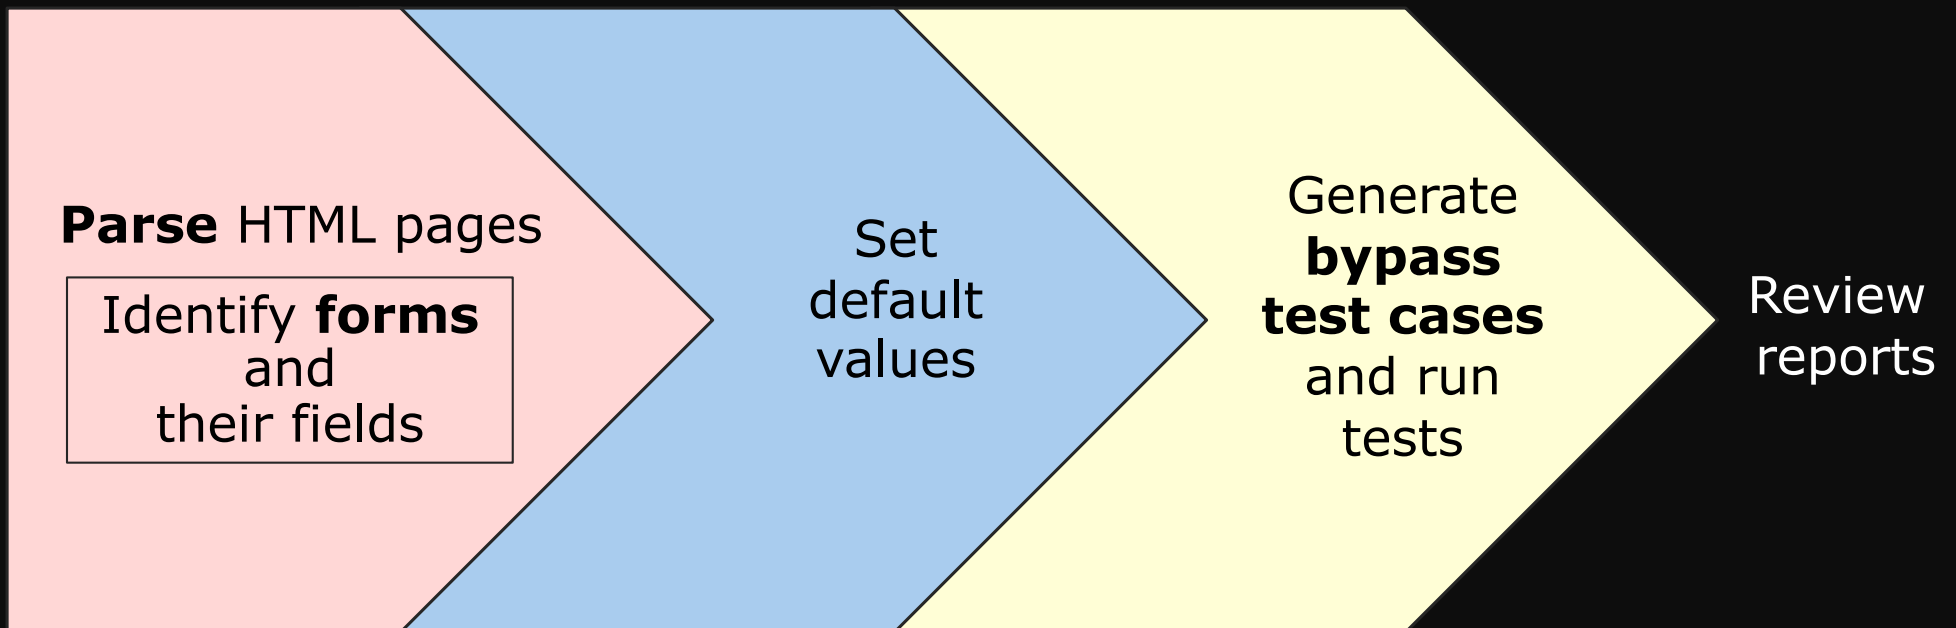 Parse HTML pages
Identify forms
and
their fields
Set
default
values
Generate
bypass
test cases
and run
tests
Review
reports